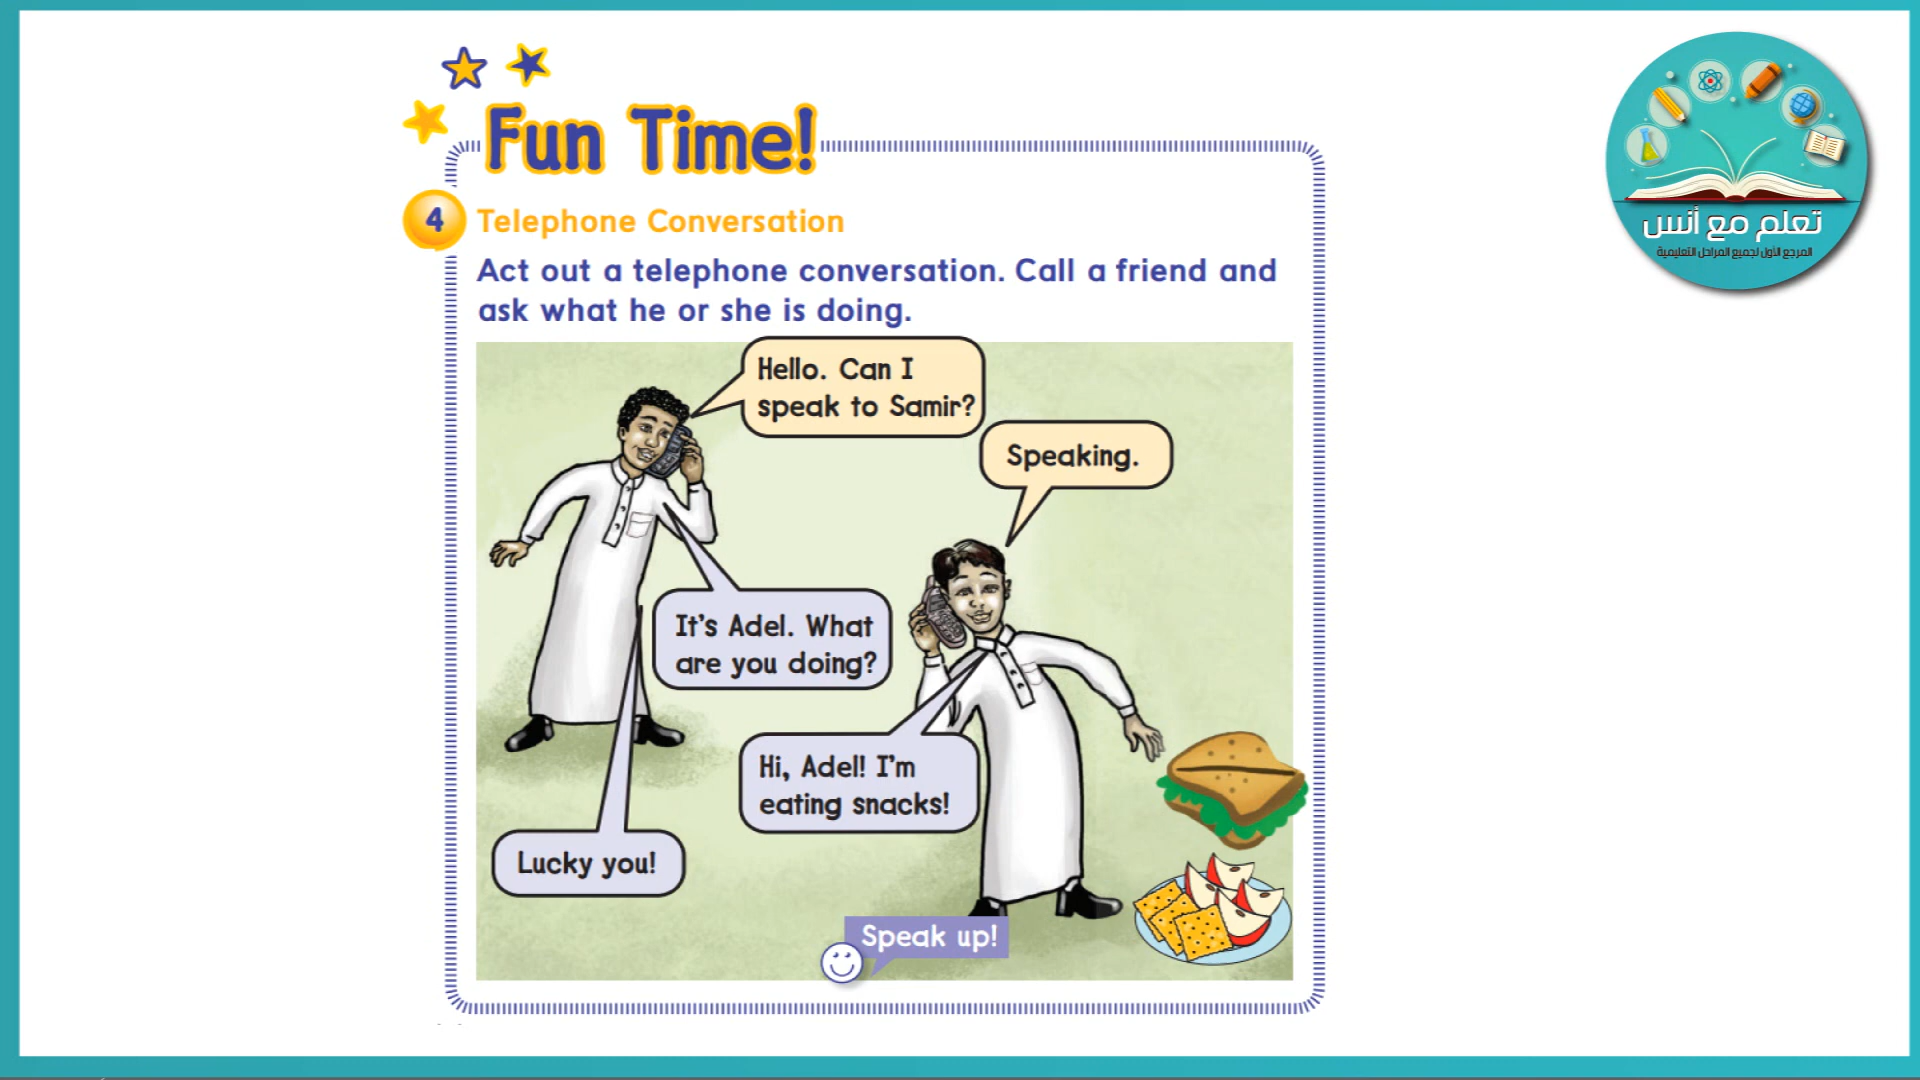 Fun Time!
4
Telephone Conversation
Act out a telephone conversation. Call a friend and
ask what he or she is doing.
Hello. Can I
speak to Samir?
Speaking.
It's Adel. What
are you doing?
Hi, Adel! I'm
eating snacks!
Lucky you!
Speak up!
تعلم مع أنس
المرجع الأول لجميع المراحل التعليمية